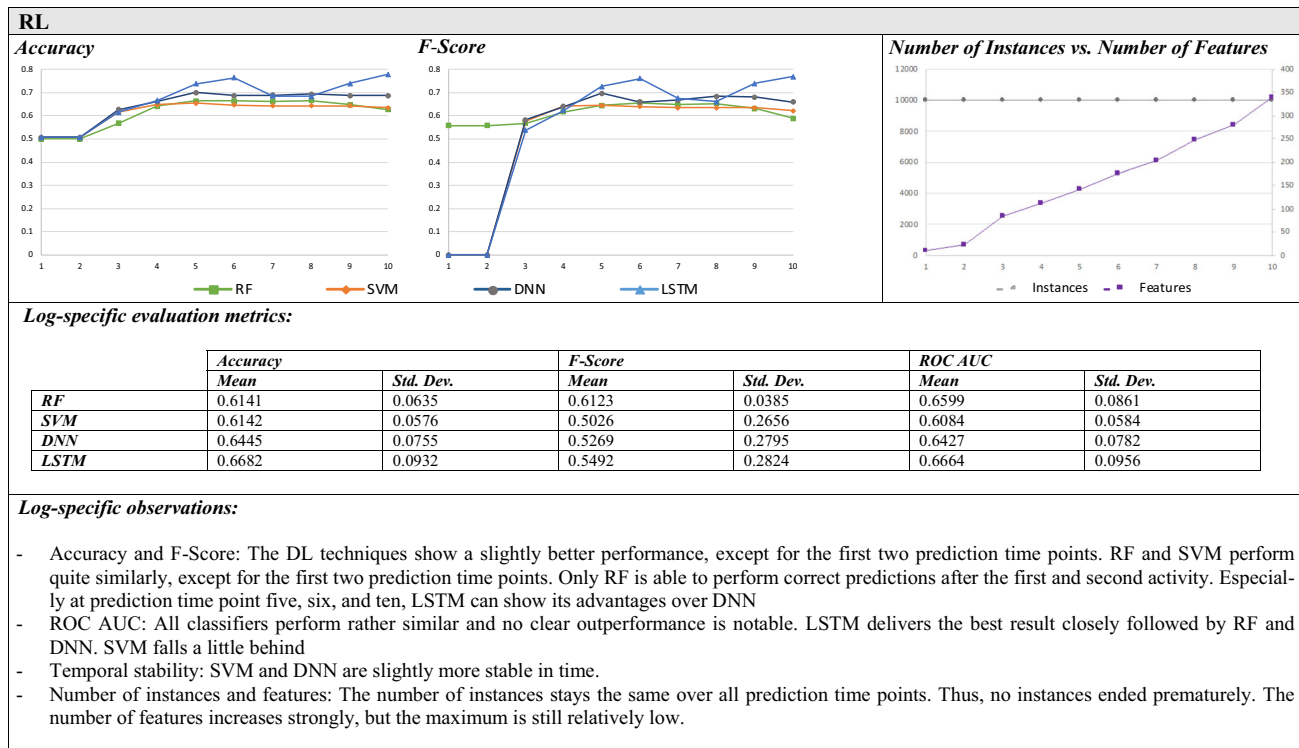 RL
Accuracy
F-Score
Number of Instances vs. Number of Features
0.8
0.7
0.6
0.5
0.4
0.3
0.2
0.1
0
1 2 3 4 5 6 7 8 9 10
0.8
0.7
0.6
0.5
0.4
0.3
0.2
0.1
0
1 2 3 4 5 6 7 8 9 10
RF SVM DNN LSTM
12000
10000
8000
6000
4000
2000
0
400
350
300
250
200
150
100
50
0
1 2 3 4 5 6 7 8 9 10
Instances Features
Log-specific evaluation metrics:
Accuracy F-Score ROC AUC
Mean Std. Dev. Mean Std. Dev. Mean Std. Dev.
RF 0.6141 0.0635 0.6123 0.0385 0.6599 0.0861
SVM 0.6142 0.0576 0.5026 0.2656 0.6084 0.0584
DNN 0.6445 0.0755 0.5269 0.2795 0.6427 0.0782
LSTM 0.6682 0.0932 0.5492 0.2824 0.6664 0.0956
Log-specific observations:
- Accuracy and F-Score: The DL techniques show a slightly better performance, except for the first two prediction time points. RF and SVM perform
quite similarly, except for the first two prediction time points. Only RF is able to perform correct predictions after the first and second activity. Especial-
ly at prediction time point five, six, and ten, LSTM can show its advantages over DNN
- ROC AUC: All classifiers perform rather similar and no clear outperformance is notable. LSTM delivers the best result closely followed by RF and
DNN. SVM falls a little behind
- Temporal stability: SVM and DNN are slightly more stable in time.
- Number of instances and features: The number of instances stays the same over all prediction time points. Thus, no instances ended prematurely. The
number of features increases strongly, but the maximum is still relatively low.